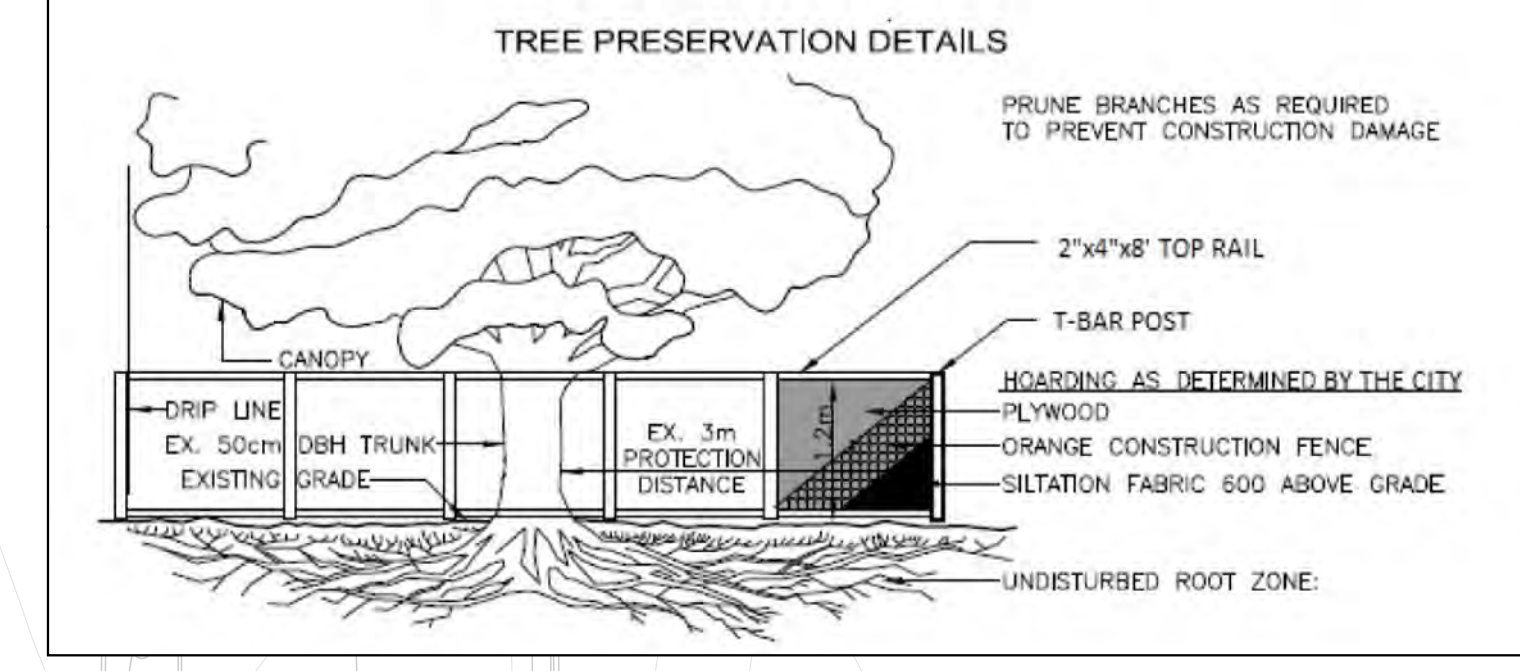 TREE PRESERVATION DETAILS
PRUNE BRANCHES AS REQUIRED
TO PREVENT CONSTRUCTION DAMAGE
2"x4"x8' TOP RAIL
T-BAR POST
CANOPY
HOARDING AS DETERMINED BY THE CITY
DRIP LINE
PLYWOOD
EX. 50cm DBH TRUNK
EX. 3m
PROTECTION
DISTANCE
1.2m
ORANGE CONSTRUCTION FENCE
EXISTING GRADE
SILTATION FABRIC 600 ABOVE GRADE
UNDISTURBED ROOT ZONE: